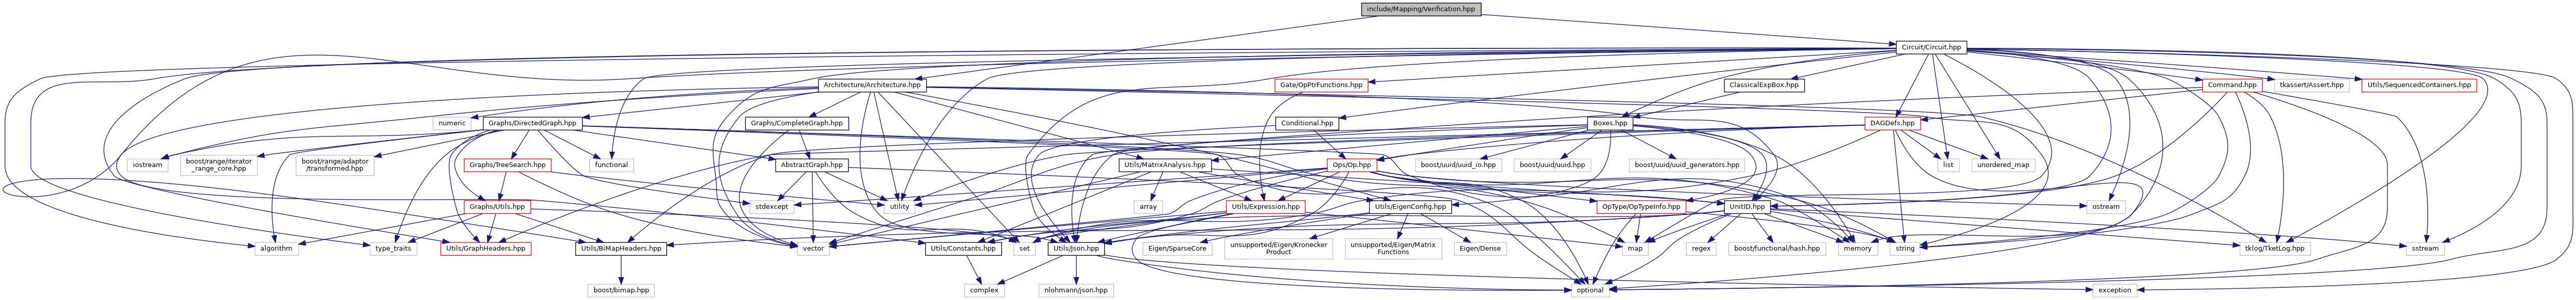 include/Mapping/Verification.hpp
Circuit/Circuit.hpp
Architecture/Architecture.hpp
Gate/OpPtrFunctions.hpp
ClassicalExpBox.hpp
Command.hpp
tkassert/Assert.hpp
Utils/SequencedContainers.hpp
numeric
Graphs/DirectedGraph.hpp
Graphs/CompleteGraph.hpp
Conditional.hpp
Boxes.hpp
DAGDefs.hpp
iostream
boost/range/iterator
_range_core.hpp
boost/range/adaptor
/transformed.hpp
Graphs/TreeSearch.hpp
functional
AbstractGraph.hpp
Utils/MatrixAnalysis.hpp
Ops/Op.hpp
boost/uuid/uuid_io.hpp
boost/uuid/uuid.hpp
boost/uuid/uuid_generators.hpp
list
unordered_map
Graphs/Utils.hpp
stdexcept
utility
array
Utils/Expression.hpp
Utils/EigenConfig.hpp
OpType/OpTypeInfo.hpp
UnitID.hpp
ostream
algorithm
type_traits
Utils/GraphHeaders.hpp
Utils/BiMapHeaders.hpp
vector
Utils/Constants.hpp
set
Utils/Json.hpp
Eigen/SparseCore
unsupported/Eigen/Kronecker
Product
unsupported/Eigen/Matrix
Functions
Eigen/Dense
map
regex
boost/functional/hash.hpp
memory
string
tklog/TketLog.hpp
sstream
boost/bimap.hpp
complex
nlohmann/json.hpp
optional
exception